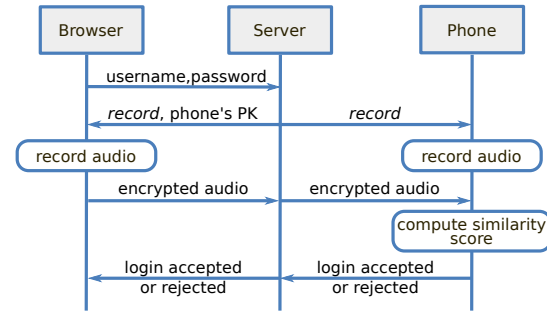 Browser Server Phone
username,password
record, phone's PK record
record audio record audio
encrypted audio encrypted audio
compute similarity
score
login accepted login accepted
or rejected or rejected